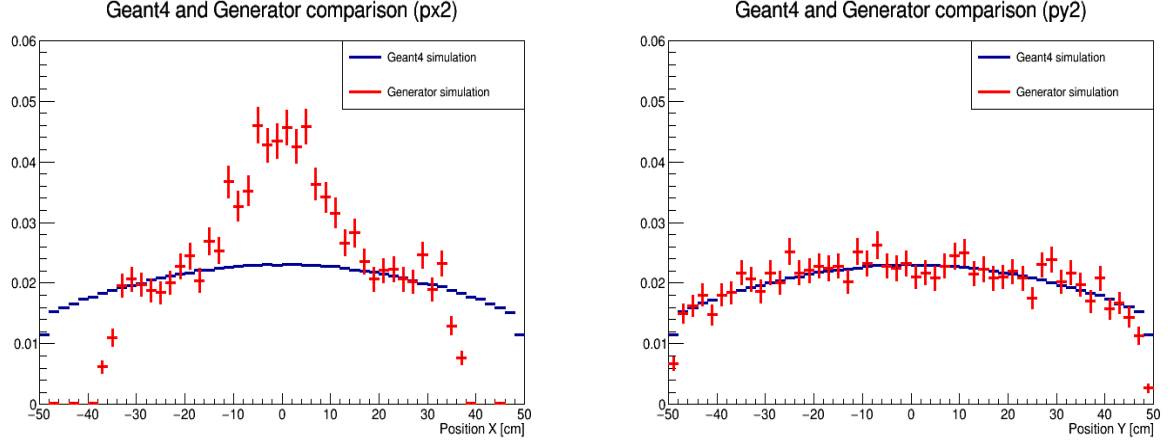 Geant4 and Generator comparison (px2)
0.06
0.05
0.04
0.03
0.02
0.01
0
−50 −40 −30 −20 −10 0 10 20 30 40 50
Position X [cm]
Geant4 simulation
Generator simulation
Geant4 and Generator comparison (py2)
0.06
0.05
0.04
0.03
0.02
0.01
0
−50 −40 −30 −20 −10 0 10 20 30 40 50
Position Y [cm]
Geant4 simulation
Generator simulation